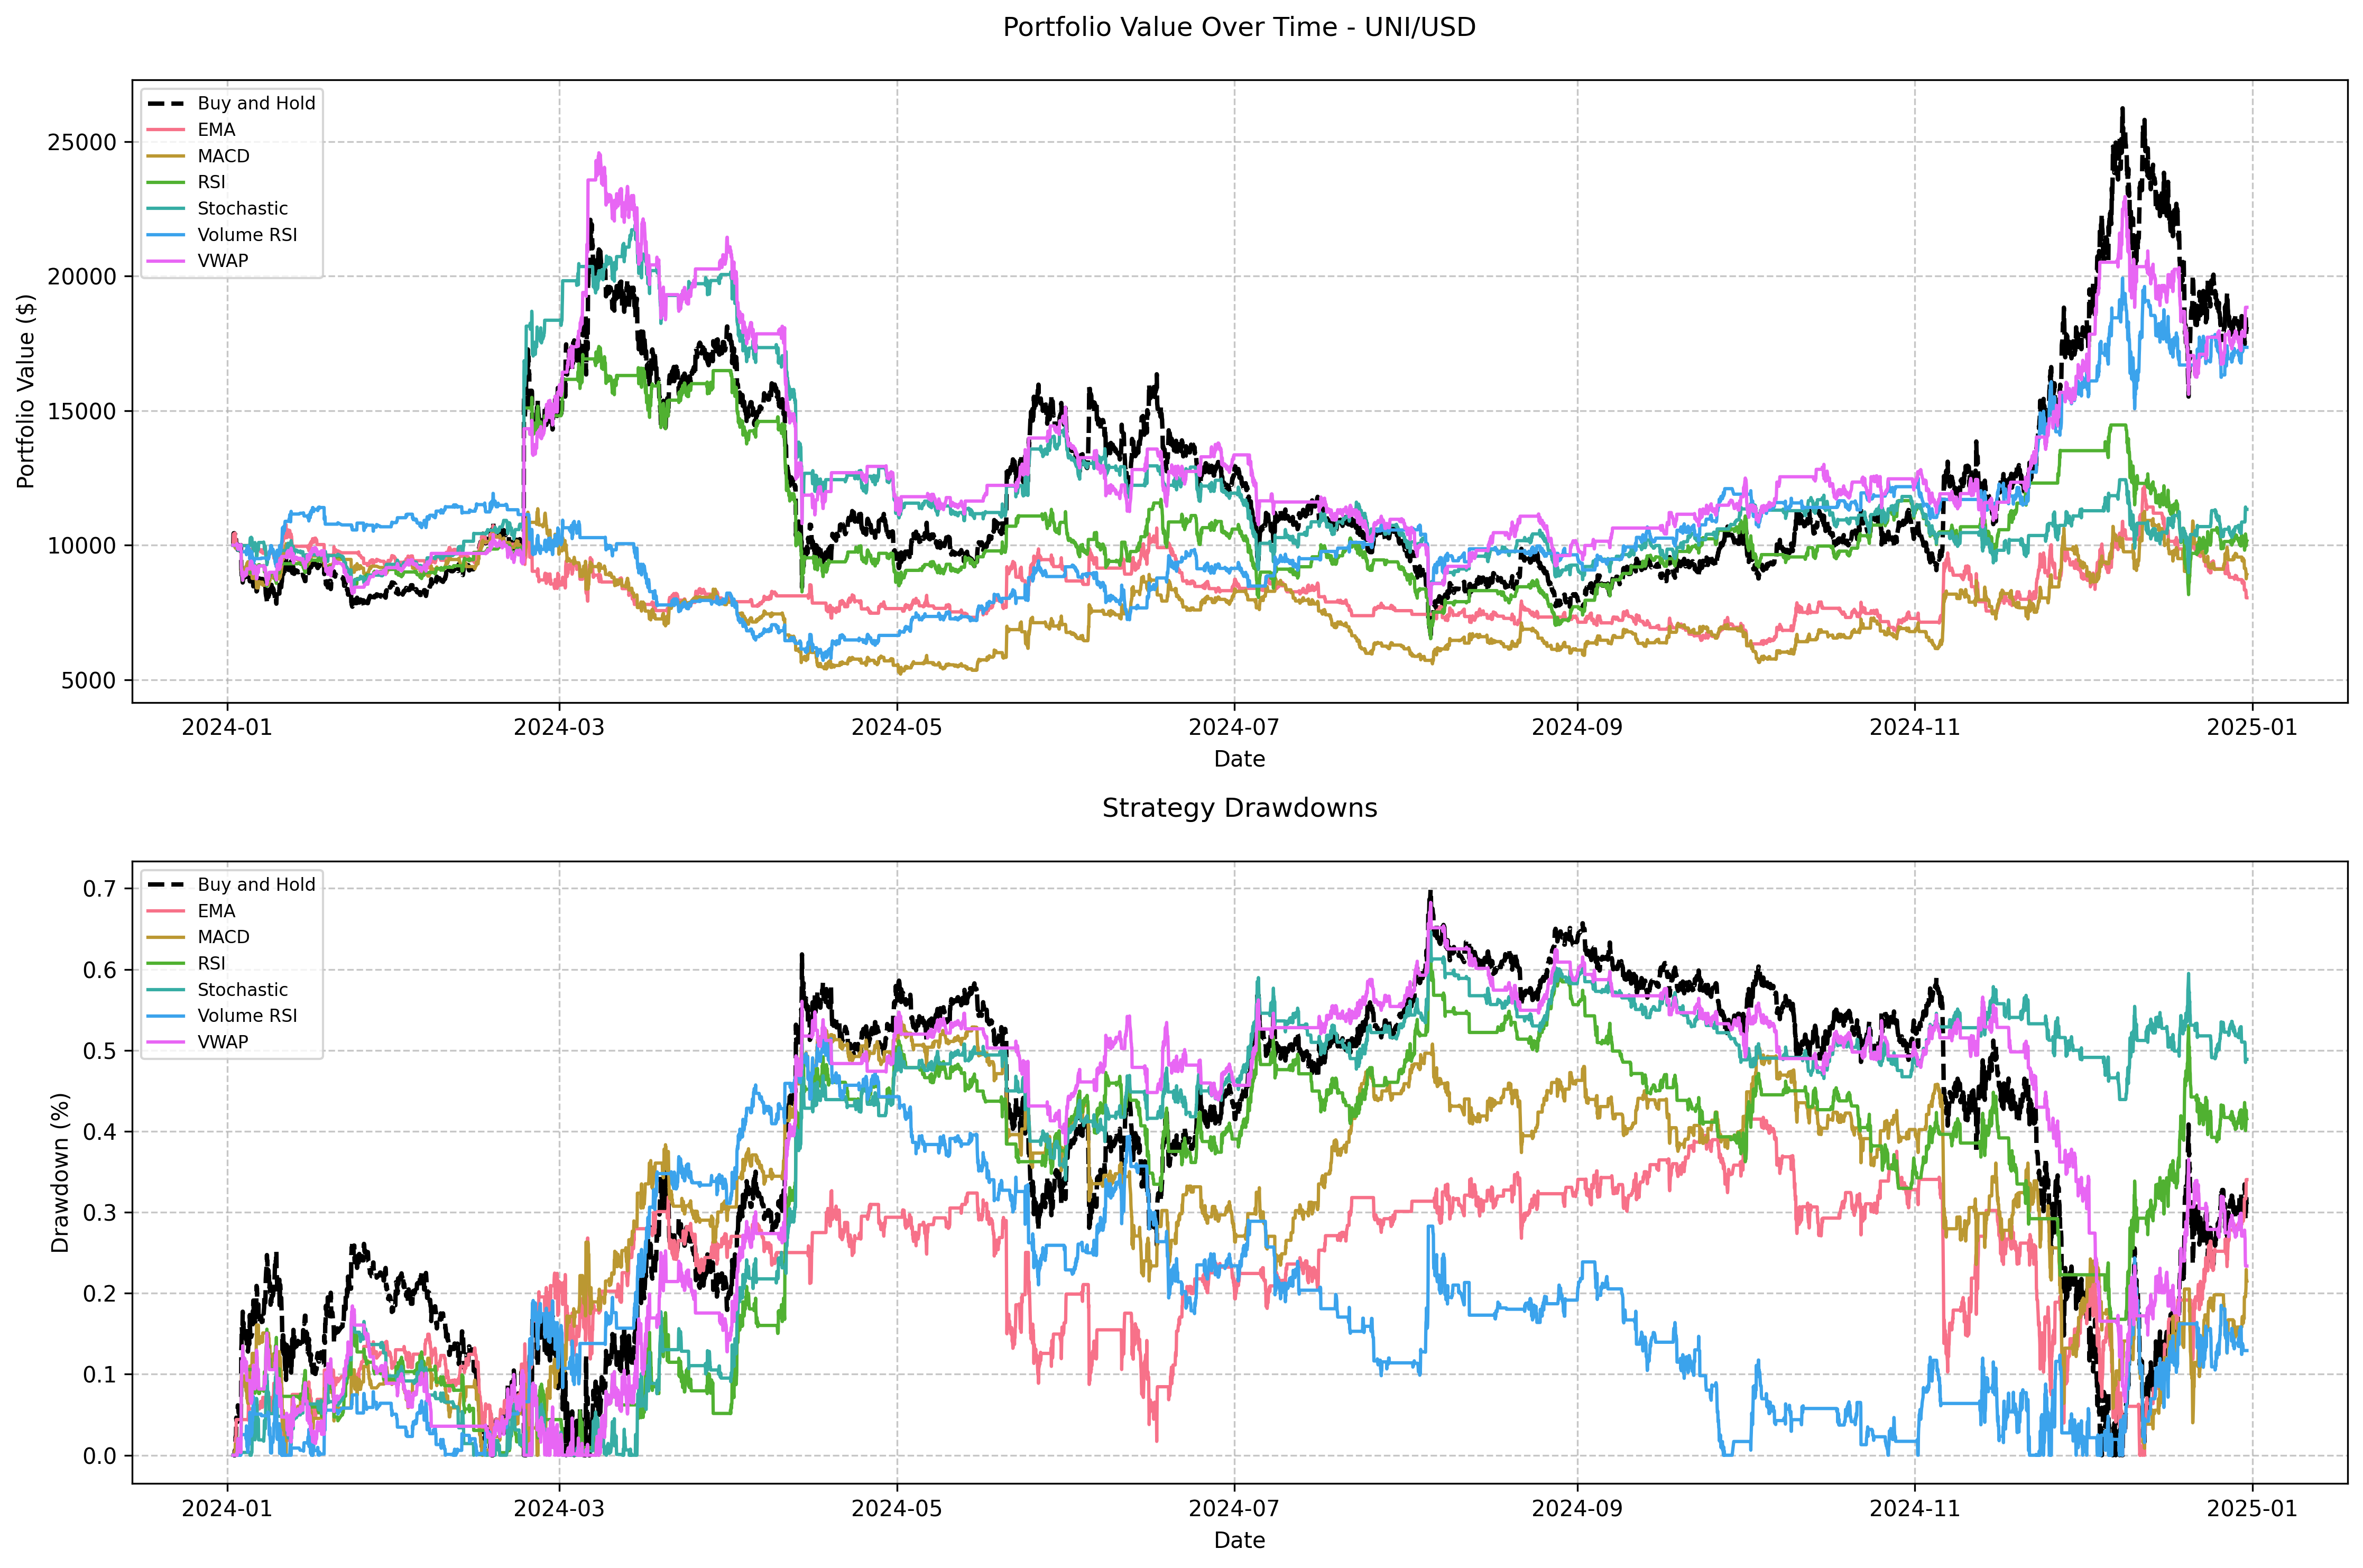 Portfolio Value Over Time - UNI/USD
Portfolio Value ($)
25000
20000
15000
10000
5000
Buy and Hold
EMA
MACD
RSI
Stochastic
Volume RSI
VWAP
2024-01
2024-03
2024-05
2024-07
2024-09
2024-11
2025-01
Date
Strategy Drawdowns
Drawdown (%)
0.7
0.6
0.5
0.4
0.3
0.2
0.1
0.0
Buy and Hold
EMA
MACD
RSI
Stochastic
Volume RSI
VWAP
2024-01
2024-03
2024-05
2024-07
2024-09
2024-11
2025-01
Date